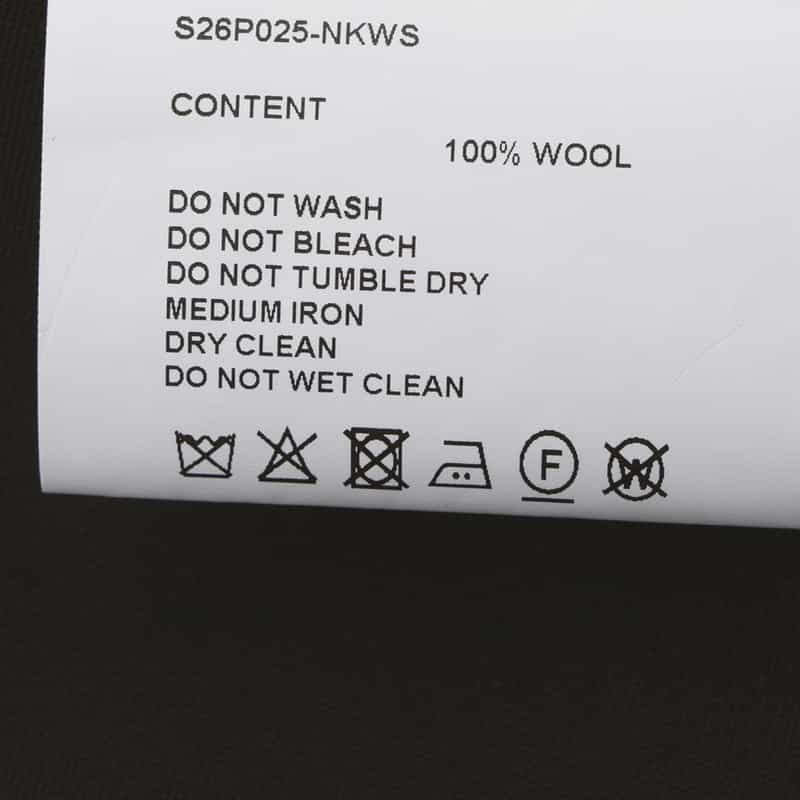 S26P025-NKWS
CONTENT
100% WOOL
DO NOT WASH
DO NOT BLEACH
DO NOT TUMBLE DRY
MEDIUM IRON
DRY CLEAN
DO NOT WET CLEAN
F W